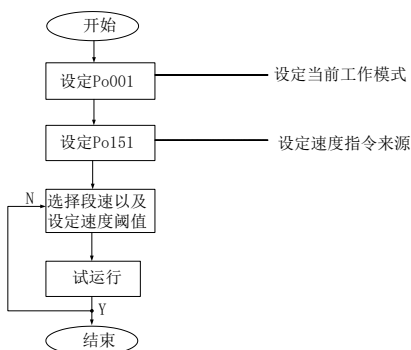 开始
设定Po001
设定当前工作模式
设定Po151
设定速度指令来源
N
选择段速以及
设定速度阈值
试运行
Y
结束